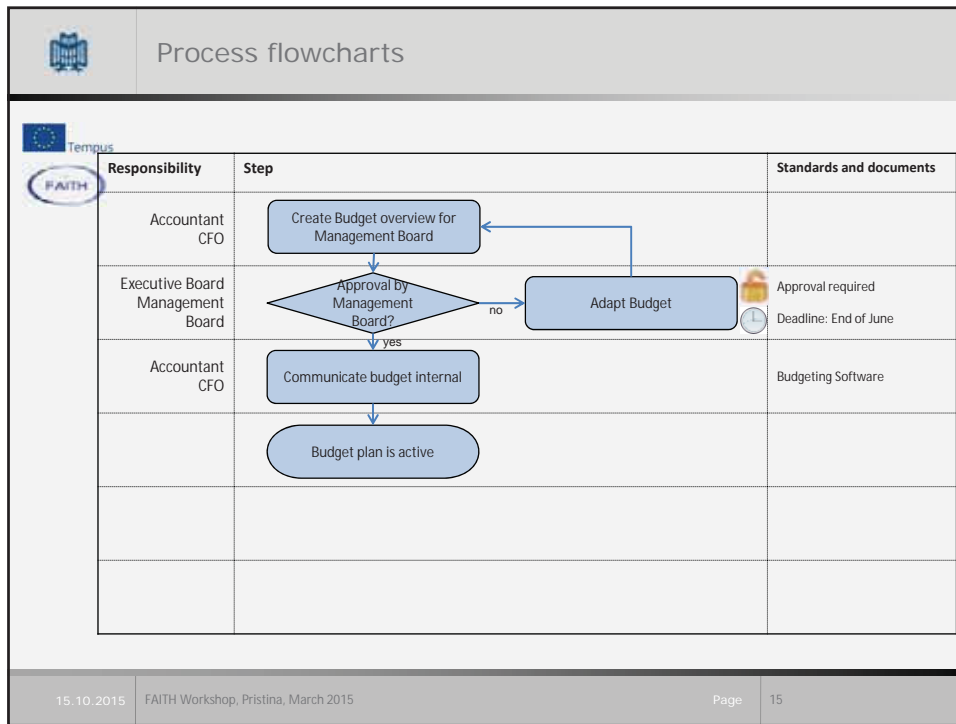 Process flowcharts
Tempus
FAITH
Responsibility
Step
Standards and documents
Accountant
CFO
Create Budget overview for
Management Board
Executive Board
Management
Board
Approval by
Management
Board?
no
Adapt Budget
Approval required
Deadline: End of June
yes
Accountant
CFO
Communicate budget internal
Budgeting Software
Budget plan is active
15.10.2015
FAITH Workshop, Pristina, March 2015
Page
15